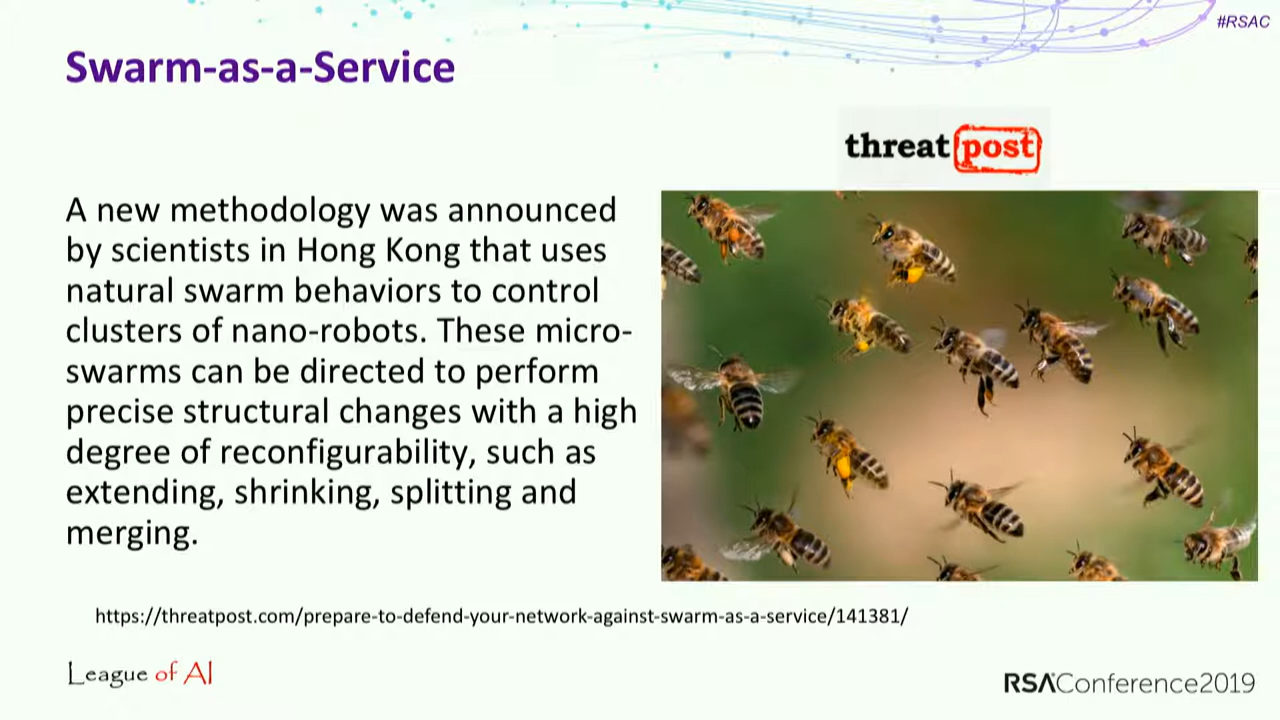 #RSAC
Swarm-as-a-Service
threatpost
A new methodology was announced
by scientists in Hong Kong that uses
natural swarm behaviors to control
clusters of nano-robots. These micro-
swarms can be directed to perform
precise structural changes with a high
degree of reconfigurability, such as
extending, shrinking, splitting and
merging.
https://threatpost.com/prepare-to-defend-your-network-against-swarm-as-a-service/141381/
League of AI
RSAConference2019